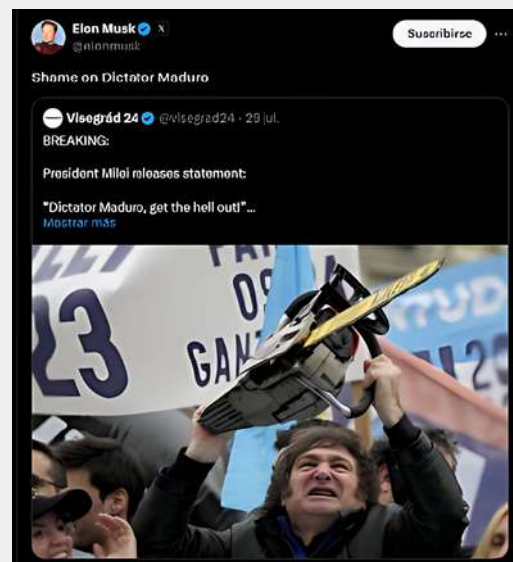 Elon Musk X
@elonmusk
Suscribirse
Shame on Dictator Maduro
Visegrád 24 @visegrad24 · 29 jul.
BREAKING:
President Milei releases statement:
"Dictator Maduro, get the hell out!"...
Mostrar más
23
GAN